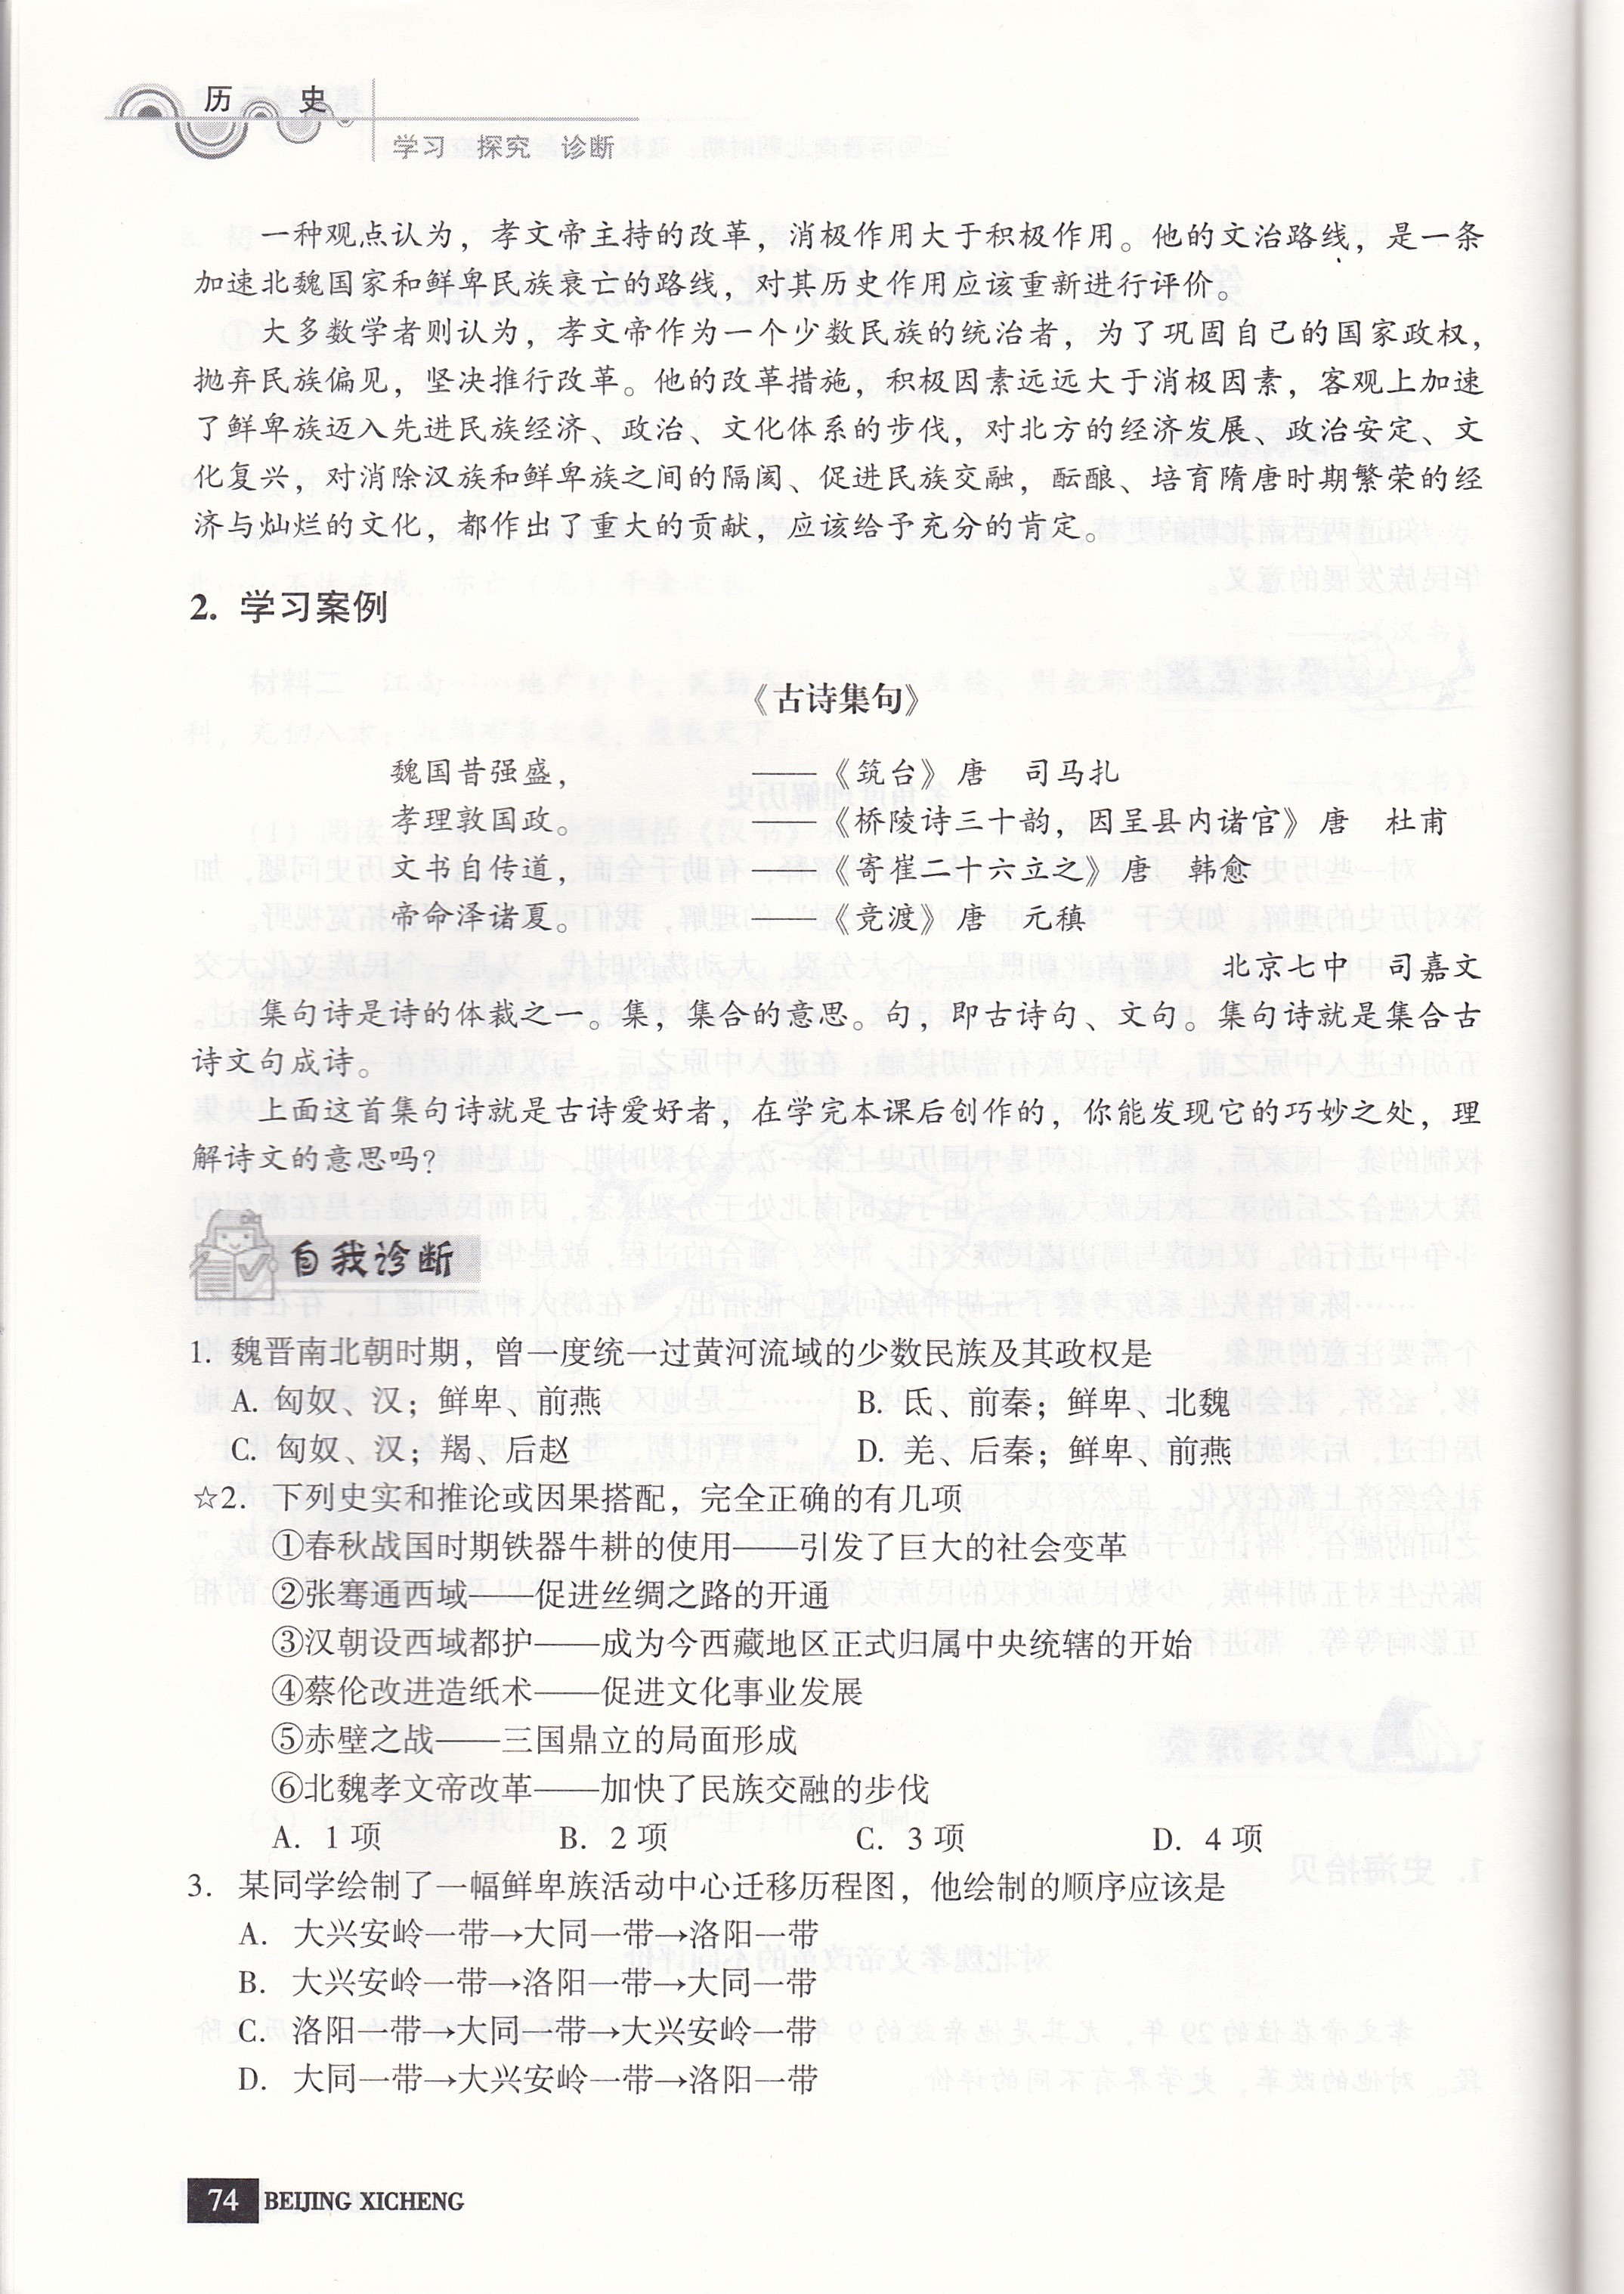 历 史
学习 探究 诊断
一种观点认为，孝文帝主持的改革，消极作用大于积极作用。他的文治路线，是一条
加速北魏国家和鲜卑民族衰亡的路线，对其历史作用应该重新进行评价。
大多数学者则认为，孝文帝作为一个少数民族的统治者，为了巩固自己的国家政权，
抛弃民族偏见，坚决推行改革。他的改革措施，积极因素远远大于消极因素，客观上加速
了鲜卑族迈入先进民族经济、政治、文化体系的步伐，对北方的经济发展、政治安定、文
化复兴，对消除汉族和鲜卑族之间的隔阂、促进民族交融，酝酿、培育隋唐时期繁荣的经
济与灿烂的文化，都作出了重大的贡献，应该给予充分的肯定。
2. 学习案例
《古诗集句》
魏国昔强盛， ——《筑台》唐 司马扎
孝理敦国政。 ——《桥陵诗三十韵，因呈县内诸官》唐 杜甫
文书自传道， ——《寄崔二十六立之》唐 韩愈
帝命泽诸夏。 ——《竞渡》唐 元稹
北京七中 司嘉文
集句诗是诗的体裁之一。集，集合的意思。句，即古诗句、文句。集句诗就是集合古
诗文句成诗。
上面这首集句诗就是古诗爱好者，在学完本课后创作的，你能发现它的巧妙之处，理
解诗文的意思吗？
自我诊断
1. 魏晋南北朝时期，曾一度统一过黄河流域的少数民族及其政权是
A. 匈奴、汉；鲜卑、前燕 B. 氐、前秦；鲜卑、北魏
C. 匈奴、汉；羯、后赵 D. 羌、后秦；鲜卑、前燕
☆2. 下列史实和推论或因果搭配，完全正确的有几项
①春秋战国时期铁器牛耕的使用——引发了巨大的社会变革
②张骞通西域——促进丝绸之路的开通
③汉朝设西域都护——成为今西藏地区正式归属中央统辖的开始
④蔡伦改进造纸术——促进文化事业发展
⑤赤壁之战——三国鼎立的局面形成
⑥北魏孝文帝改革——加快了民族交融的步伐
A. 1 项 B. 2 项 C. 3 项 D. 4 项
3. 某同学绘制了一幅鲜卑族活动中心迁移历程图，他绘制的顺序应该是
A. 大兴安岭一带→大同一带→洛阳一带
B. 大兴安岭一带→洛阳一带→大同一带
C. 洛阳一带→大同一带→大兴安岭一带
D. 大同一带→大兴安岭一带→洛阳一带
74 BEIJING XICHENG